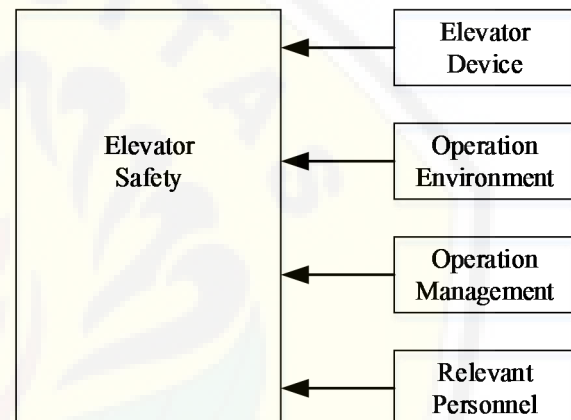 Elevator
Safety
Elevator
Device
Operation
Environment
Operation
Management
Relevant
Personnel